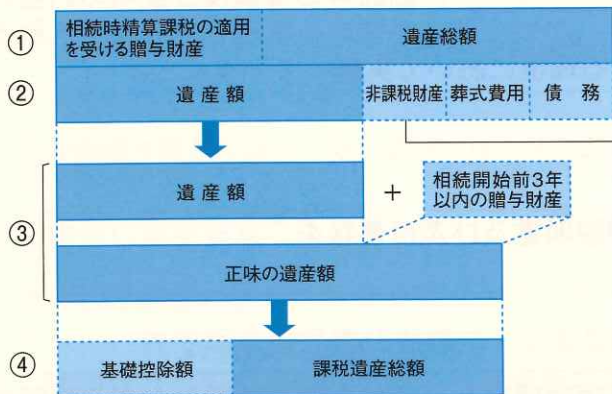 ①
相続時精算課税の適用
を受ける贈与財産
遺産総額
②
遺産額
非課税財産
葬式費用
債務
③
遺産額
+
相続開始前3年
以内の贈与財産
正味の遺産額
④
基礎控除額
課税遺産総額